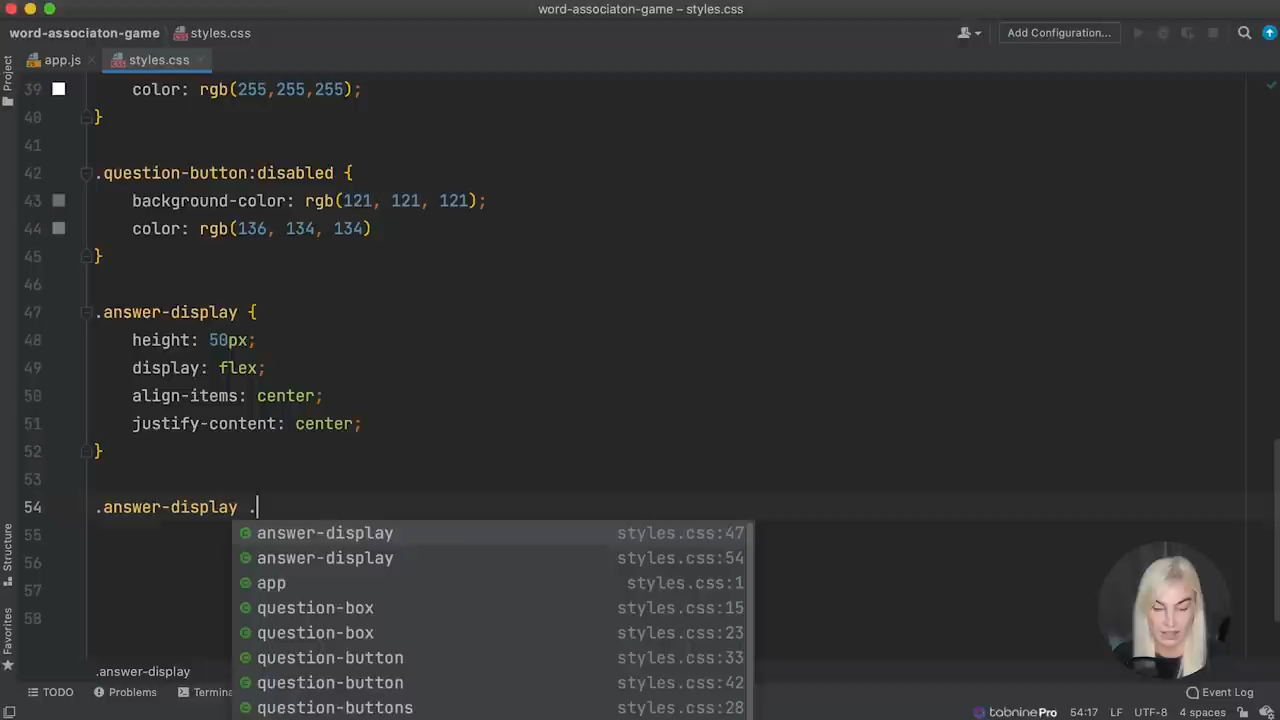 word-associaton-game – styles.css
word-associaton-game styles.css Add Configuration...
Project
app.js styles.css
39 color: rgb(255,255,255);
40 }
41
42 .question-button:disabled {
43 background-color: rgb(121, 121, 121);
44 color: rgb(136, 134, 134)
45 }
46
47 .answer-display {
48 height: 50px;
49 display: flex;
50 align-items: center;
51 justify-content: center;
52 }
53
54 .answer-display .
55
56
57
58
answer-display styles.css:47
answer-display styles.css:54
app styles.css:1
question-box styles.css:15
question-box styles.css:23
question-button styles.css:33
question-button styles.css:42
question-buttons styles.css:28
Structure
Favorites
.answer-display
TODO Problems Termina Event Log
tabninePro 54:17 LF UTF-8 4 spaces